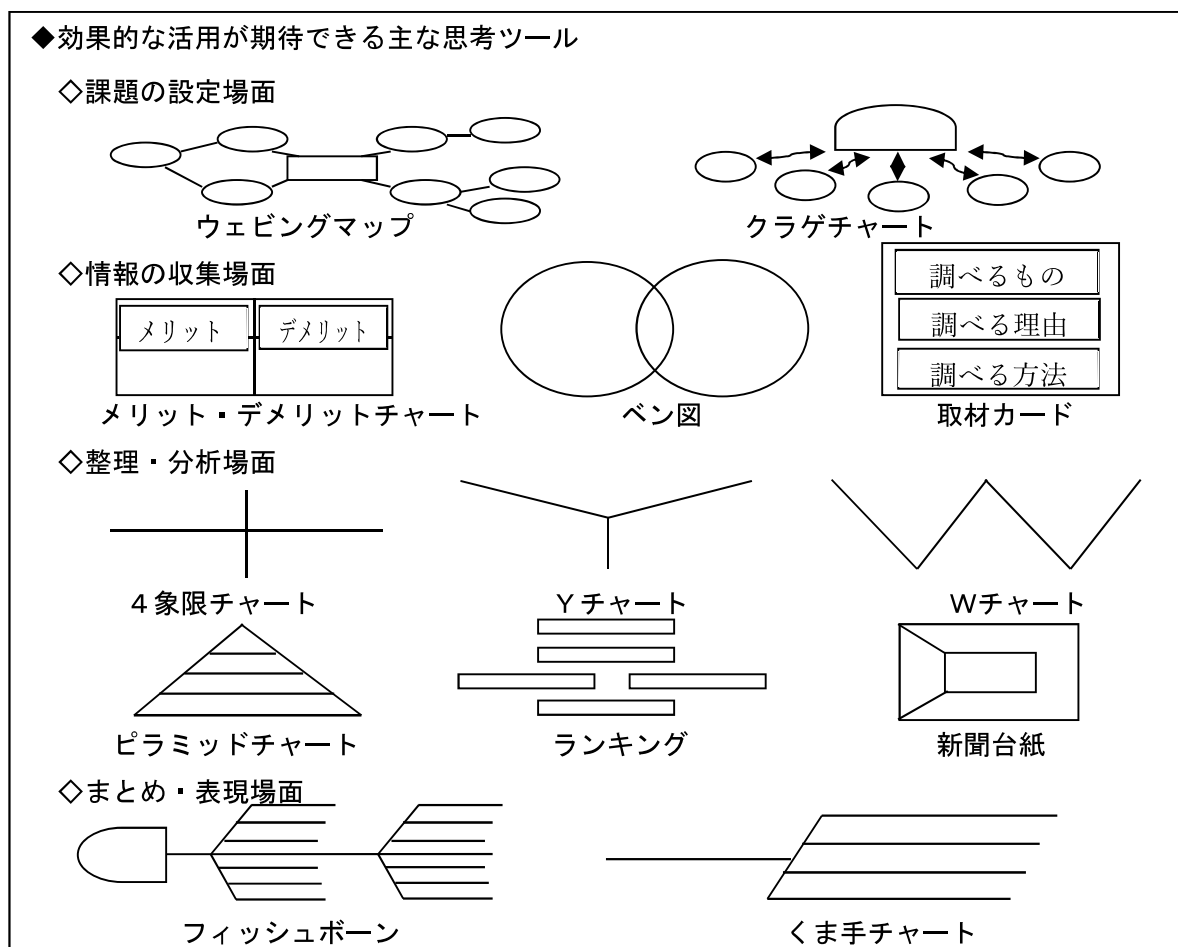 ◆効果的な活用が期待できる主な思考ツール
◇課題の設定場面
ウェビングマップ
クラゲチャート
◇情報の収集場面
メリット
デメリット
メリット・デメリットチャート
ベン図
調べるもの
調べる理由
調べる方法
取材カード
◇整理・分析場面
4象限チャート
Yチャート
Wチャート
ピラミッドチャート
ランキング
新聞台紙
◇まとめ・表現場面
フィッシュボーン
くま手チャート